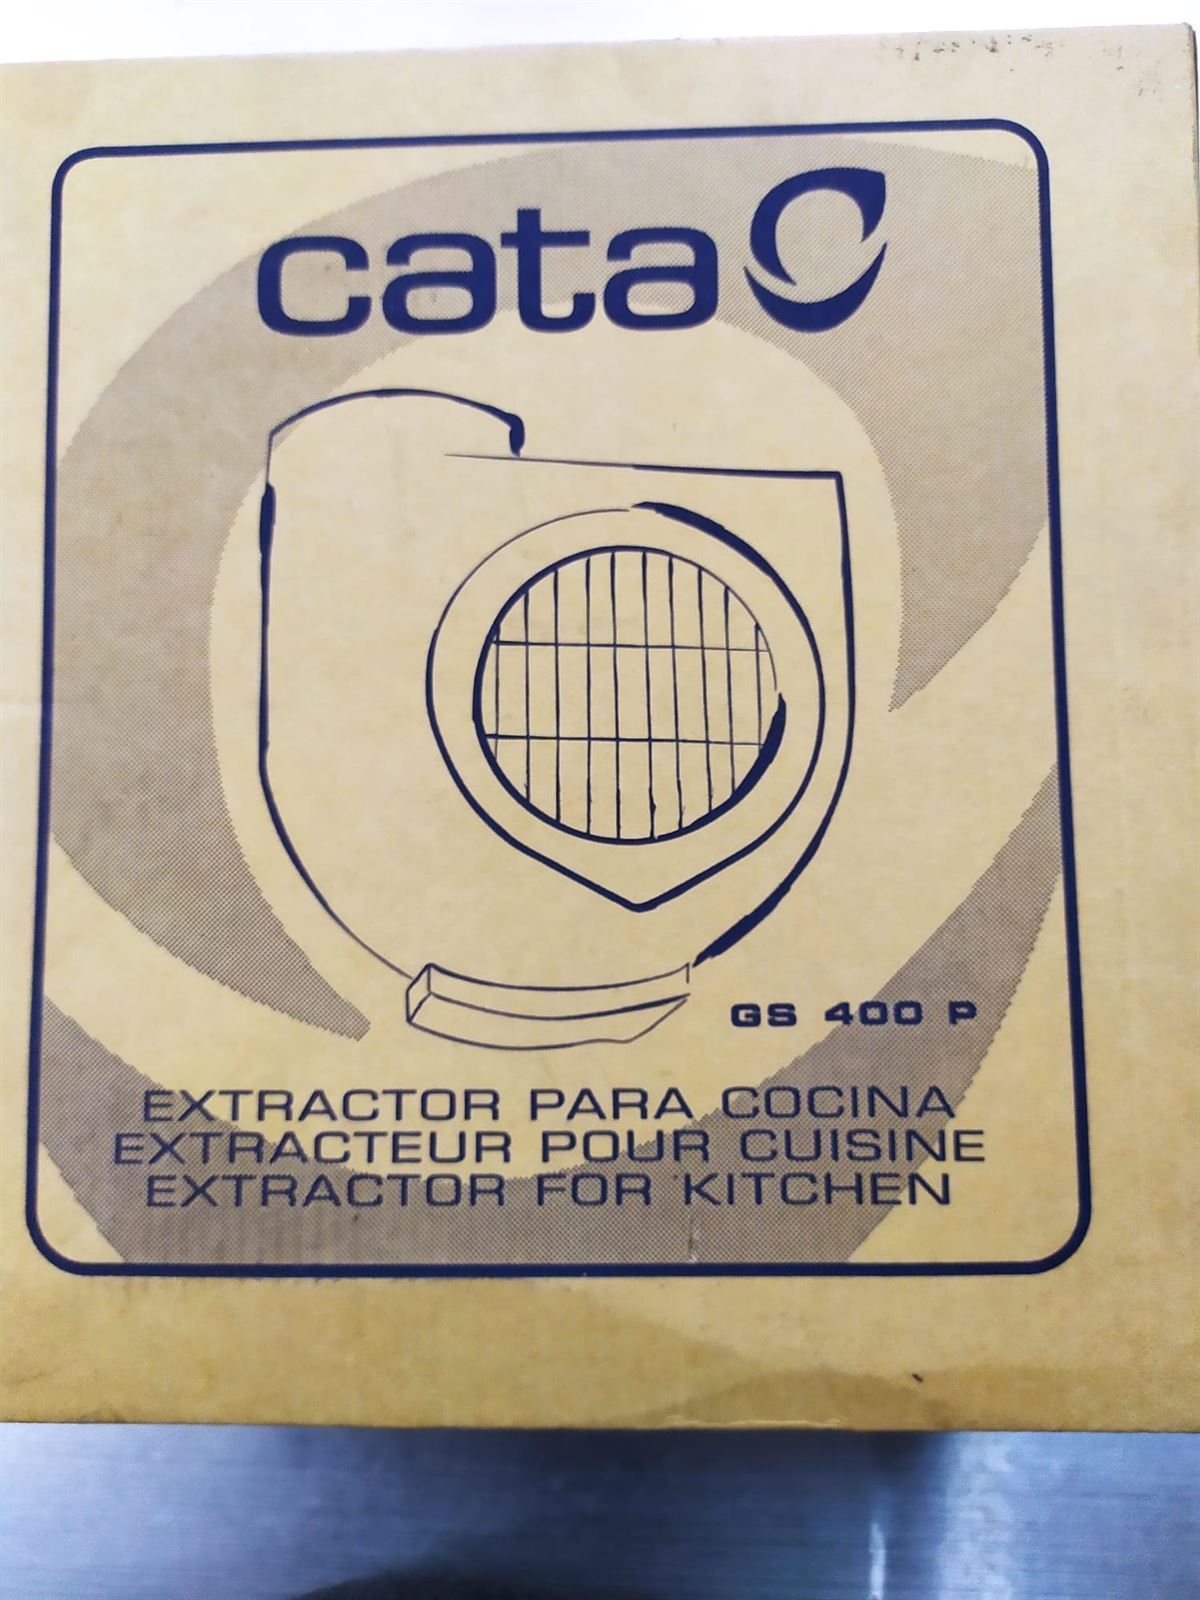 cata
GS 400 P
EXTRACTOR PARA COCINA
EXTRACTEUR POUR CUISINE
EXTRACTOR FOR KITCHEN